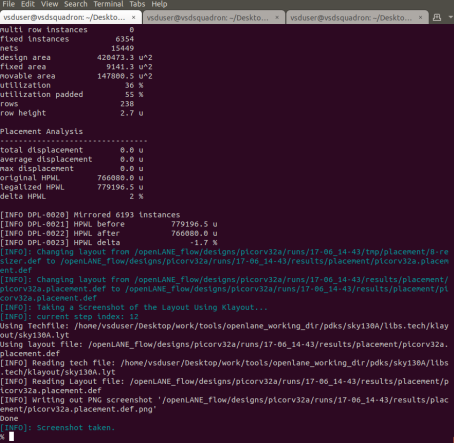 File Edit View Search Terminal Tabs Help
vsduser@vsdsquadron: ~/Deskto... × vsduser@vsdsquadron: ~/Deskto... × vsduser@vsdsquadron: ~/Deskto... ×
multi row instances 0
fixed instances 6354
nets 15449
design area 420473.3 u^2
fixed area 9141.3 u^2
movable area 147800.5 u^2
utilization 36 %
utilization padded 55 %
rows 238
row height 2.7 u
Placement Analysis
---------------------------------
total displacement 0.0 u
average displacement 0.0 u
max displacement 0.0 u
original HPWL 766080.0 u
legalized HPWL 779196.5 u
delta HPWL 2 %
[INFO DPL-0020] Mirrored 6193 instances
[INFO DPL-0021] HPWL before 779196.5 u
[INFO DPL-0022] HPWL after 766080.0 u
[INFO DPL-0023] HPWL delta -1.7 %
[INFO]: Changing layout from /openLANE_flow/designs/picorv32a/runs/17-06_14-43/tmp/placement/8-re
sizer.def to /openLANE_flow/designs/picorv32a/runs/17-06_14-43/results/placement/picorv32a.placem
ent.def
[INFO]: Changing layout from /openLANE_flow/designs/picorv32a/runs/17-06_14-43/results/placement/
picorv32a.placement.def to /openLANE_flow/designs/picorv32a/runs/17-06_14-43/results/placement/pi
corv32a.placement.def
[INFO]: Taking a Screenshot of the Layout Using Klayout...
[INFO]: current step index: 12
Using Techfile: /home/vsduser/Desktop/work/tools/openlane_working_dir/pdks/sky130A/libs.tech/klay
out/sky130A.lyt
Using layout file: /openLANE_flow/designs/picorv32a/runs/17-06_14-43/results/placement/picorv32a.
placement.def
[INFO] Reading tech file: /home/vsduser/Desktop/work/tools/openlane_working_dir/pdks/sky130A/libs
.tech/klayout/sky130A.lyt
[INFO] Reading Layout file: /openLANE_flow/designs/picorv32a/runs/17-06_14-43/results/placement/p
icorv32a.placement.def
[INFO] Writing out PNG screenshot '/openLANE_flow/designs/picorv32a/runs/17-06_14-43/results/plac
ement/picorv32a.placement.def.png'
Done
[INFO]: Screenshot taken.
%